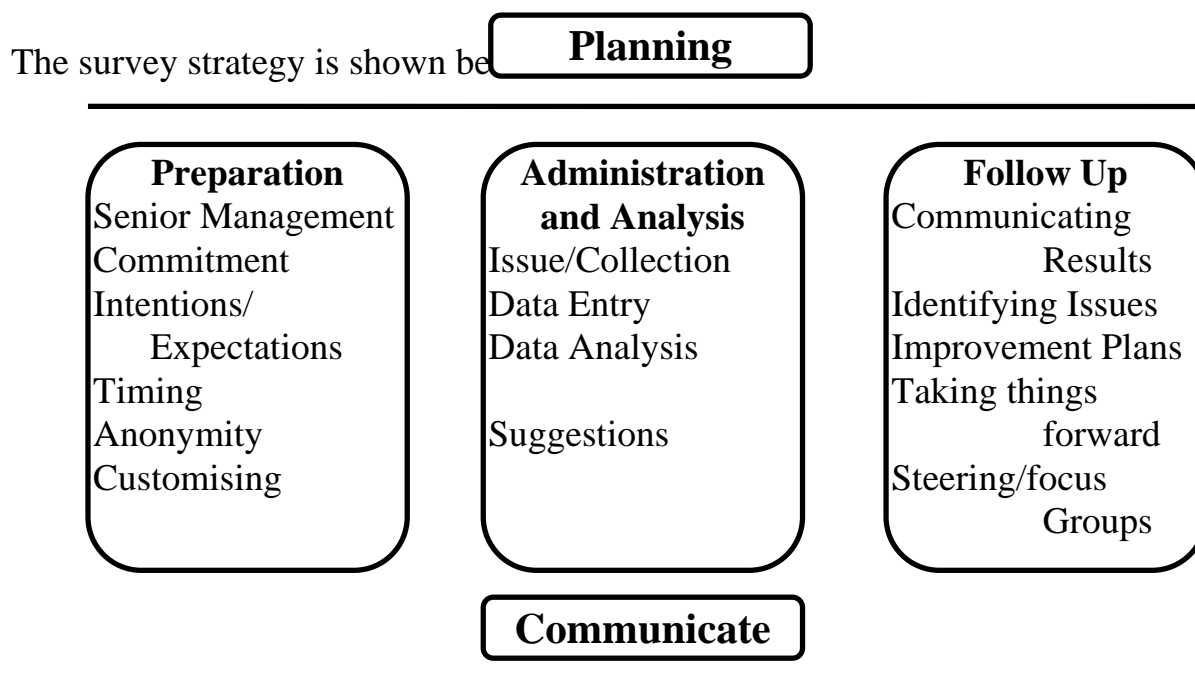 Planning
The survey strategy is shown be
Preparation
Senior Management
Commitment
Intentions/
Expectations
Timing
Anonymity
Customising
Administration
and Analysis
Issue/Collection
Data Entry
Data Analysis
Suggestions
Follow Up
Communicating
Results
Identifying Issues
Improvement Plans
Taking things
forward
Steering/focus
Groups
Communicate